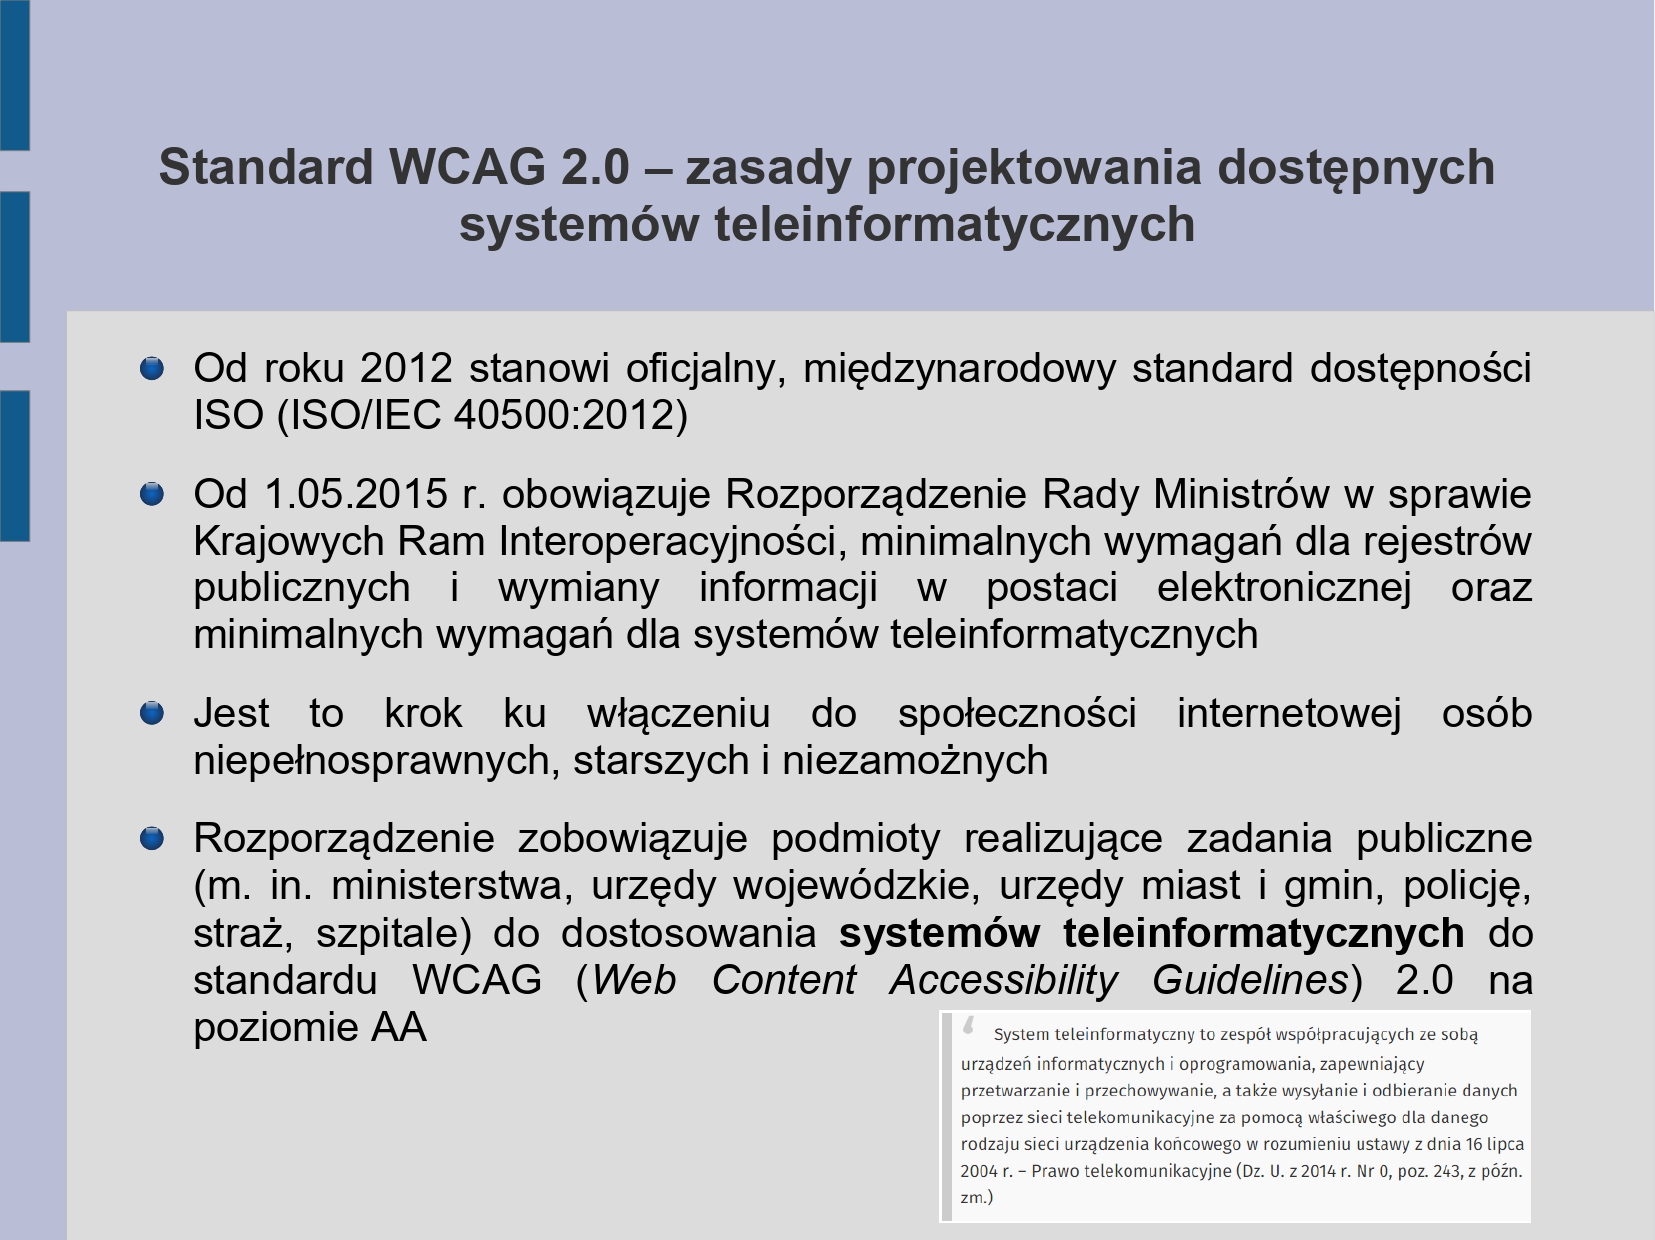 Standard WCAG 2.0 – zasady projektowania dostępnych
systemów teleinformatycznych
Od roku 2012 stanowi oficjalny, międzynarodowy standard dostępności
ISO (ISO/IEC 40500:2012)
Od 1.05.2015 r. obowiązuje Rozporządzenie Rady Ministrów w sprawie
Krajowych Ram Interoperacyjności, minimalnych wymagań dla rejestrów
publicznych i wymiany informacji w postaci elektronicznej oraz
minimalnych wymagań dla systemów teleinformatycznych
Jest to krok ku włączeniu do społeczności internetowej osób
niepełnosprawnych, starszych i niezamożnych
Rozporządzenie zobowiązuje podmioty realizujące zadania publiczne
(m. in. ministerstwa, urzędy wojewódzkie, urzędy miast i gmin, policję,
straż, szpitale) do dostosowania systemów teleinformatycznych do
standardu WCAG (Web Content Accessibility Guidelines) 2.0 na
poziomie AA
‘ System teleinformatyczny to zespół współpracujących ze sobą
urządzeń informatycznych i oprogramowania, zapewniający
przetwarzanie i przechowywanie, a także wysyłanie i odbieranie danych
poprzez sieci telekomunikacyjne za pomocą właściwego dla danego
rodzaju sieci urządzenia końcowego w rozumieniu ustawy z dnia 16 lipca
2004 r. – Prawo telekomunikacyjne (Dz. U. z 2014 r. Nr 0, poz. 243, z późn.
zm.)